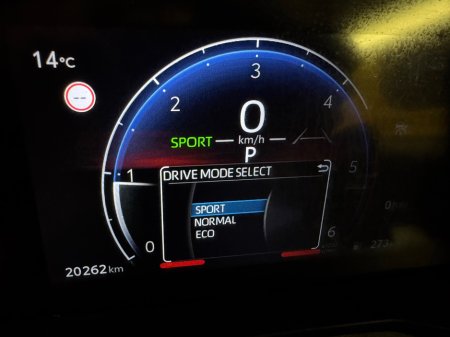 14°C
--
3
2
4
0
SPORT
km/h
P
1
5
DRIVE MODE SELECT
SPORT
NORMAL
ECO
0
6
20262 km
273